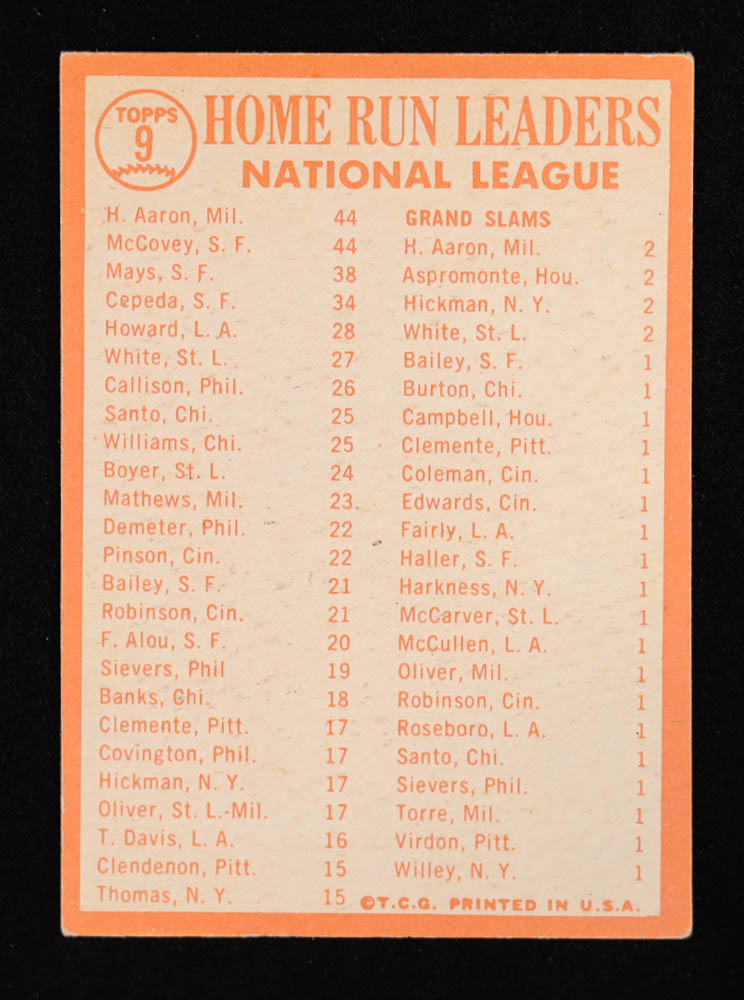 TOPPS
9
HOME RUN LEADERS
NATIONAL LEAGUE
H. Aaron, Mil. 44
McCovey, S. F. 44
Mays, S. F. 38
Cepeda, S. F. 34
Howard, L. A. 28
White, St. L. 27
Callison, Phil. 26
Santo, Chi. 25
Williams, Chi. 25
Boyer, St. L. 24
Mathews, Mil. 23
Demeter, Phil. 22
Pinson, Cin. 22
Bailey, S. F. 21
Robinson, Cin. 21
F. Alou, S. F. 20
Sievers, Phil 19
Banks, Chi. 18
Clemente, Pitt. 17
Covington, Phil. 17
Hickman, N. Y. 17
Oliver, St. L.-Mil. 17
T. Davis, L. A. 16
Clendenon, Pitt. 15
Thomas, N. Y. 15
GRAND SLAMS
H. Aaron, Mil. 2
Aspromonte, Hou. 2
Hickman, N. Y. 2
White, St. L. 2
Bailey, S. F. 1
Burton, Chi. 1
Campbell, Hou. 1
Clemente, Pitt. 1
Coleman, Cin. 1
Edwards, Cin. 1
Fairly, L. A. 1
Haller, S. F. 1
Harkness, N. Y. 1
McCarver, St. L. 1
McCullen, L. A. 1
Oliver, Mil. 1
Robinson, Cin. 1
Roseboro, L. A. 1
Santo, Chi. 1
Sievers, Phil. 1
Torre, Mil. 1
Virdon, Pitt. 1
Willey, N. Y. 1
©T.C.G. PRINTED IN U.S.A.